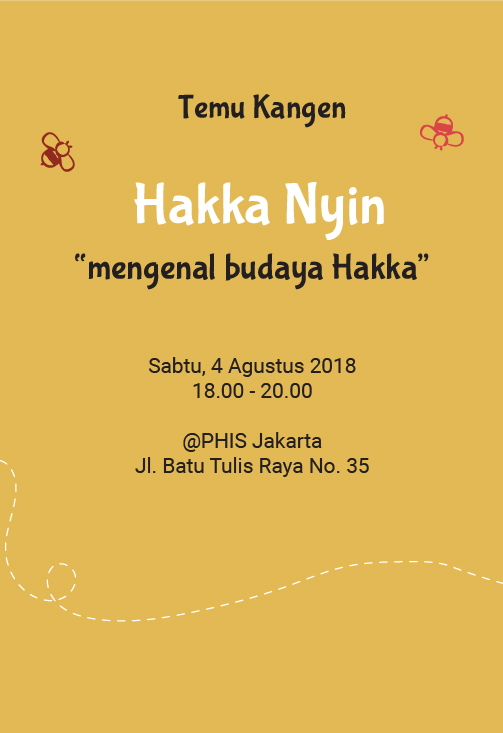 Temu Kangen
Hakka Nyin
“mengenal budaya Hakka”
Sabtu, 4 Agustus 2018
18.00 - 20.00
@PHIS Jakarta
Jl. Batu Tulis Raya No. 35